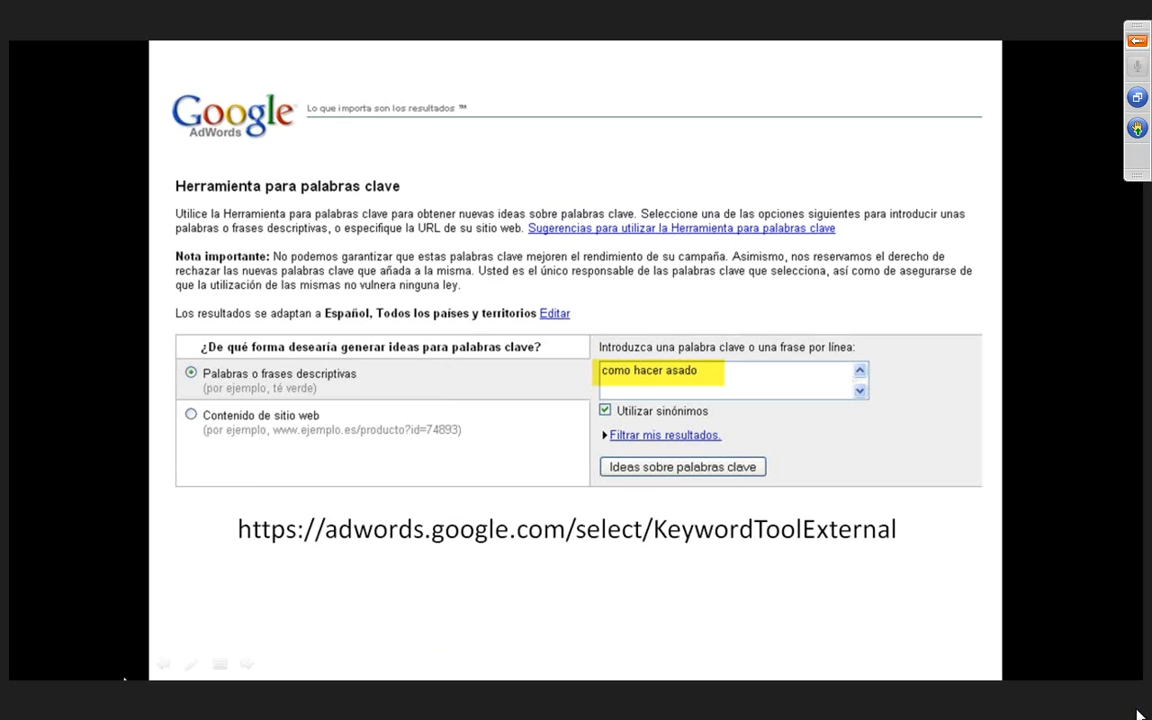 Google
AdWords
Lo que importa son los resultados ™
Herramienta para palabras clave
Utilice la Herramienta para palabras clave para obtener nuevas ideas sobre palabras clave. Seleccione una de las opciones siguientes para introducir unas
palabras o frases descriptivas, o especifique la URL de su sitio web. Sugerencias para utilizar la Herramienta para palabras clave
Nota importante: No podemos garantizar que estas palabras clave mejoren el rendimiento de su campaña. Asimismo, nos reservamos el derecho de
rechazar las nuevas palabras clave que añada a la misma. Usted es el único responsable de las palabras clave que selecciona, así como de asegurarse de
que la utilización de las mismas no vulnera ninguna ley.
Los resultados se adaptan a Español, Todos los países y territorios Editar
¿De qué forma desearía generar ideas para palabras clave?
Palabras o frases descriptivas
(por ejemplo, té verde)
Contenido de sitio web
(por ejemplo, www.ejemplo.es/producto?id=74893)
Introduzca una palabra clave o una frase por línea:
como hacer asado
Utilizar sinónimos
Filtrar mis resultados.
Ideas sobre palabras clave
https://adwords.google.com/select/KeywordToolExternal